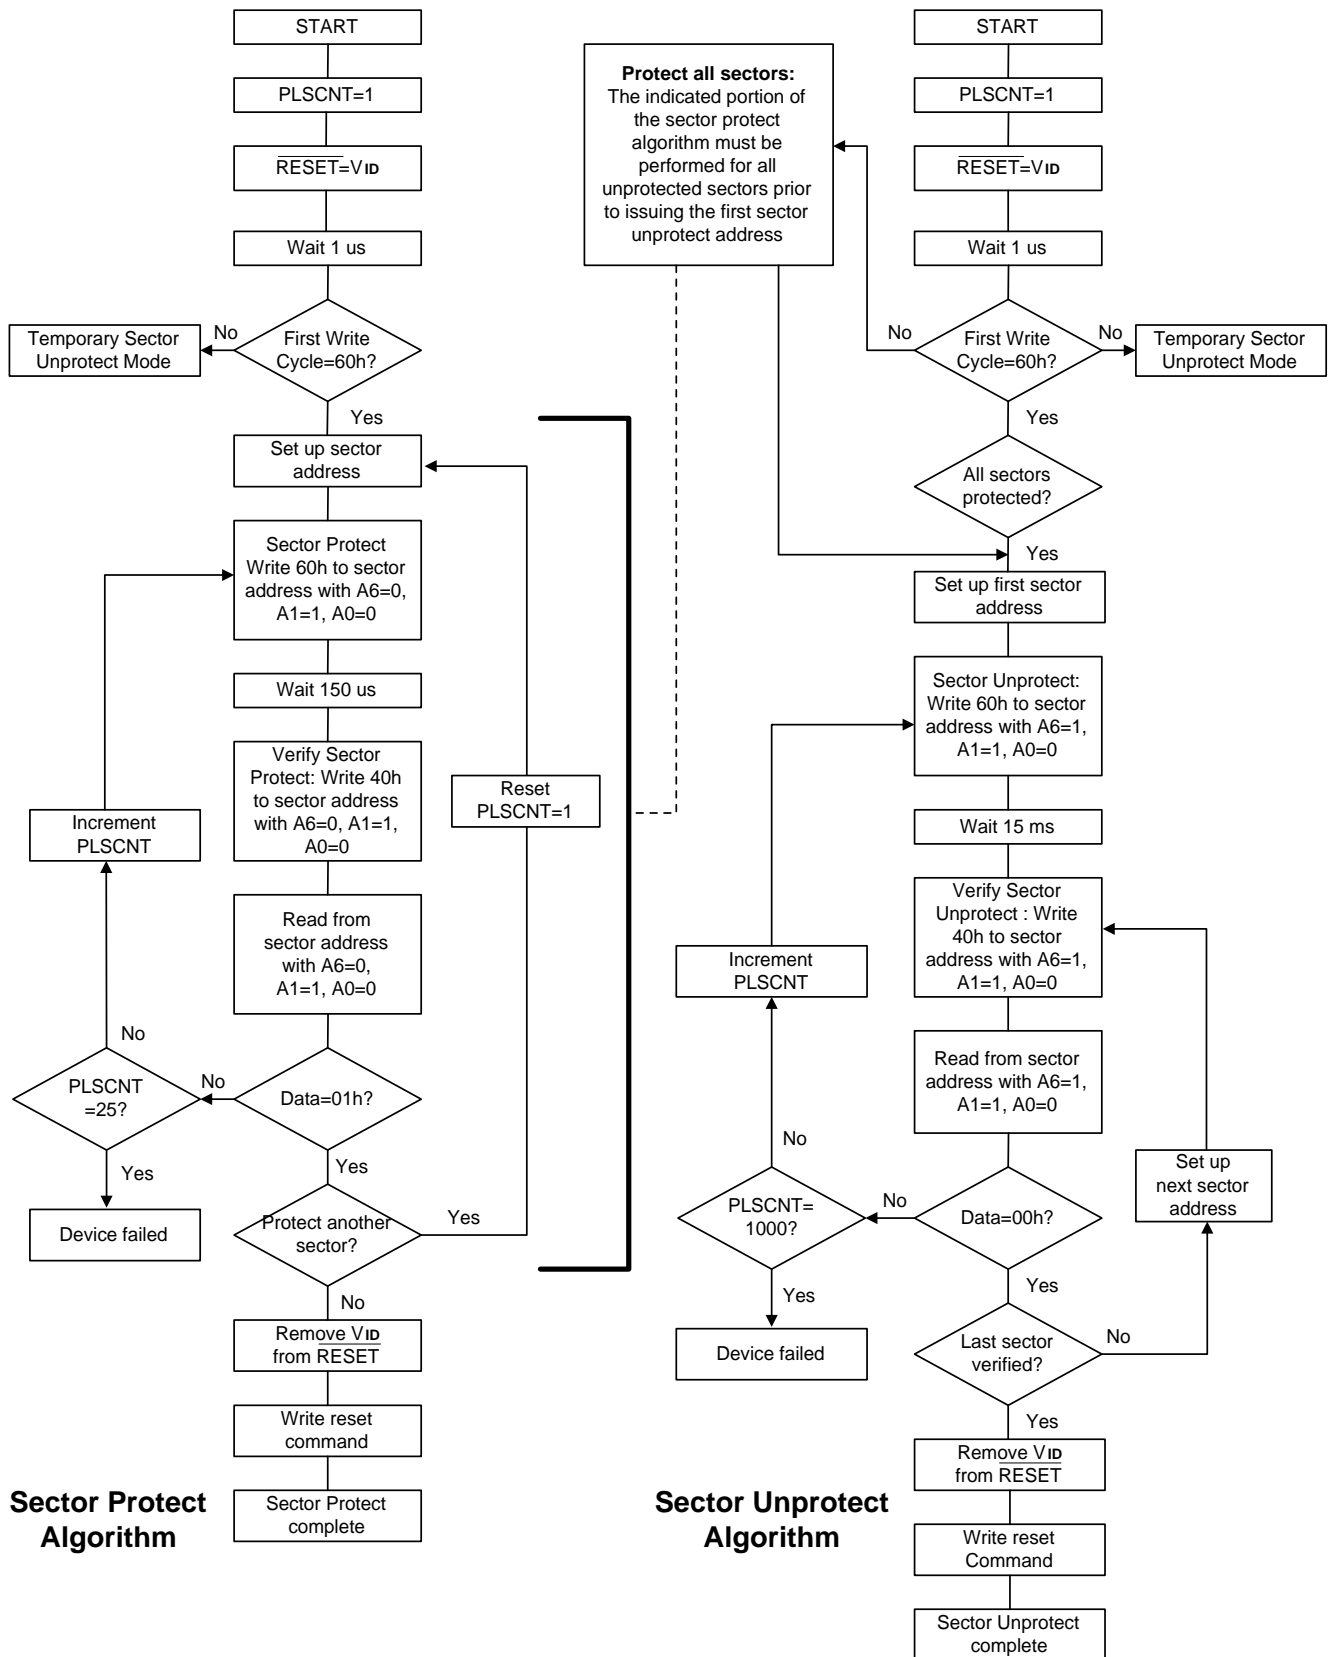 START
PLSCNT=1
RESET=VID
Wait 1 us
First Write
Cycle=60h?
No
Temporary Sector
Unprotect Mode
Yes
Set up sector
address
Sector Protect
Write 60h to sector
address with A6=0,
A1=1, A0=0
Wait 150 us
Verify Sector
Protect: Write 40h
to sector address
with A6=0, A1=1,
A0=0
Reset
PLSCNT=1
Increment
PLSCNT
Read from
sector address
with A6=0,
A1=1, A0=0
No
PLSCNT
=25?
No
Data=01h?
Yes
Device failed
Yes
Protect another
sector?
Yes
No
Remove VID
from RESET
Write reset
command
Sector Protect
complete
Sector Protect
Algorithm
Protect all sectors:
The indicated portion of
the sector protect
algorithm must be
performed for all
unprotected sectors prior
to issuing the first sector
unprotect address
START
PLSCNT=1
RESET=VID
Wait 1 us
No
First Write
Cycle=60h?
No
Temporary Sector
Unprotect Mode
Yes
All sectors
protected?
Yes
Set up first sector
address
Sector Unprotect:
Write 60h to sector
address with A6=1,
A1=1, A0=0
Wait 15 ms
Verify Sector
Unprotect : Write
40h to sector
address with A6=1,
A1=1, A0=0
Increment
PLSCNT
Read from sector
address with A6=1,
A1=1, A0=0
No
PLSCNT=
1000?
No
Data=00h?
Set up
next sector
address
Yes
Device failed
Yes
Last sector
verified?
No
Yes
Remove VID
from RESET
Write reset
Command
Sector Unprotect
complete
Sector Unprotect
Algorithm